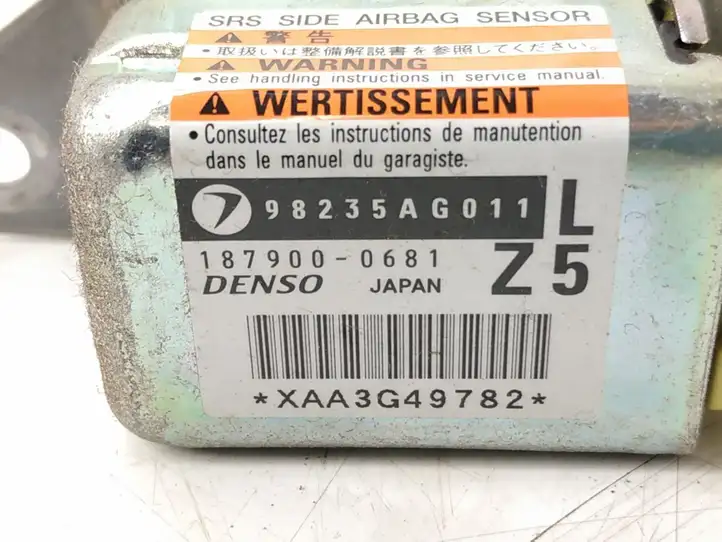 SRS SIDE AIRBAG SENSOR
警告
•取扱いは整備解説書を参照してください。
WARNING
•See handling instructions in service manual.
WERTISSEMENT
•Consultez les instructions de manutention
dans le manuel du garagiste.
98235AG011 L
187900-0681 Z5
DENSO JAPAN
*XAA3G49782*